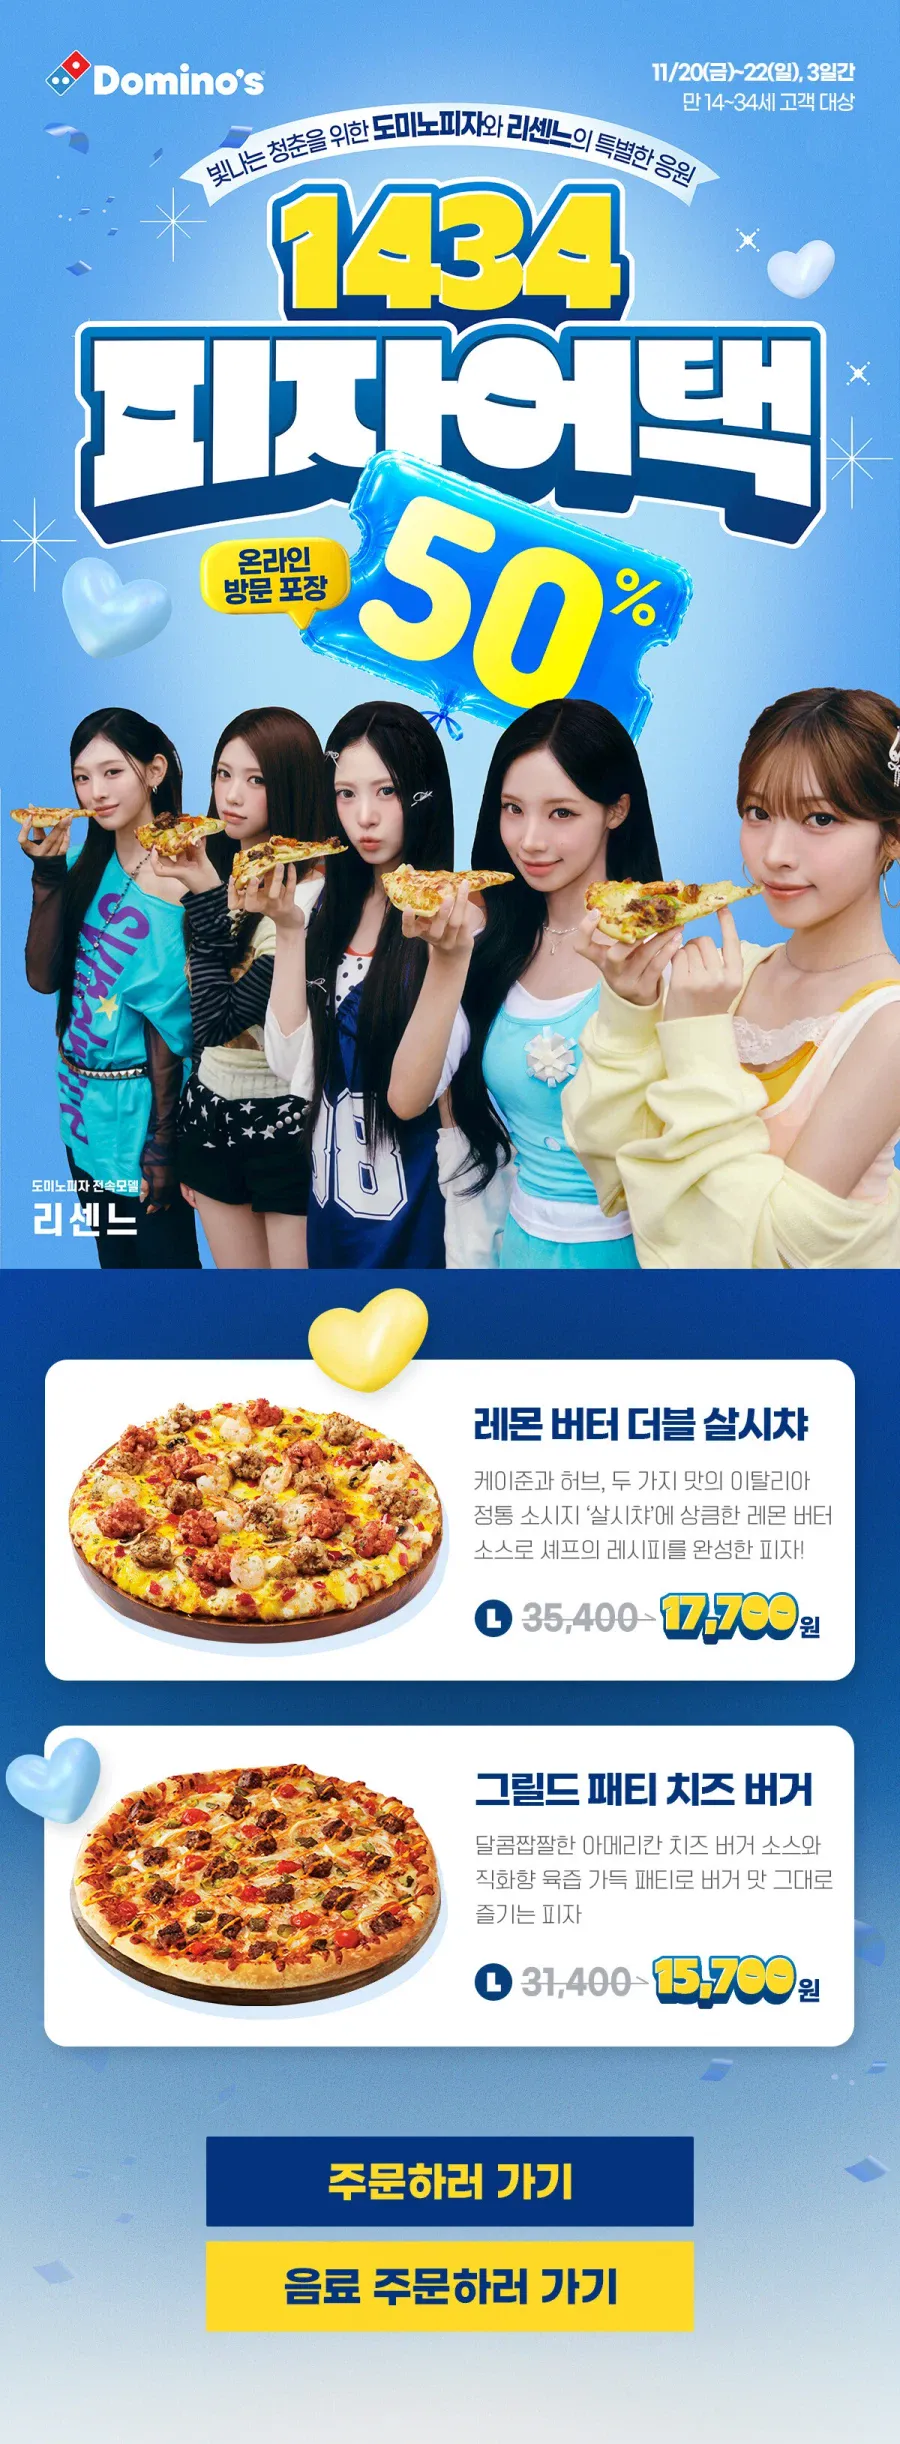 Domino's
11/20(금)~22(일), 3일간
만 14~34세 고객 대상
빛나는 청춘을 위한 도미노피자와 리센느의 특별한 응원
1434
피자어택
온라인
방문 포장
50%
도미노피자 전속모델
리센느
레몬 버터 더블 살시챠
케이준과 허브, 두 가지 맛의 이탈리아
정통 소시지 ‘살시챠’에 상큼한 레몬 버터
소스로 셰프의 레시피를 완성한 피자!
L 35,400 17,700원
그릴드 패티 치즈 버거
달콤짭짤한 아메리칸 치즈 버거 소스와
직화향 육즙 가득 패티로 버거 맛 그대로
즐기는 피자
L 31,400 15,700원
주문하러 가기
음료 주문하러 가기